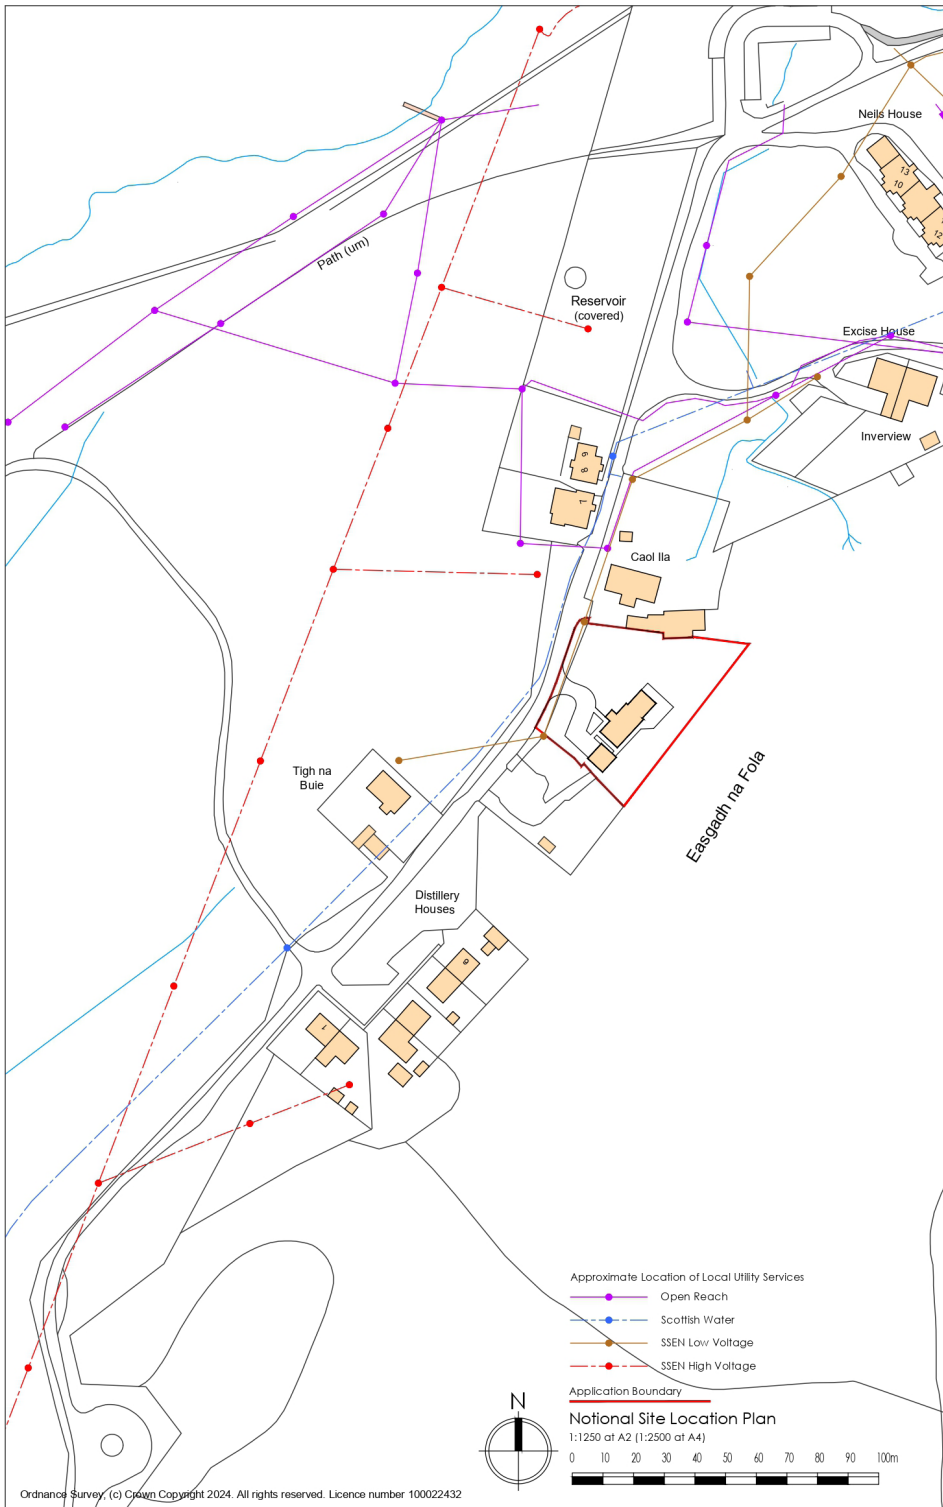 Neils House
13
10
12
Path (um)
Reservoir
(covered)
Excise House
Inverview
9
8
7
Caol Ila
Tigh na
Buie
Easgadh na Fola
Distillery
Houses
6
1
Approximate Location of Local Utility Services
Open Reach
Scottish Water
SSEN Low Voltage
SSEN High Voltage
Application Boundary
N
Notional Site Location Plan
1:1250 at A2 (1:2500 at A4)
0 10 20 30 40 50 60 70 80 90 100m
Ordnance Survey, (c) Crown Copyright 2024. All rights reserved. Licence number 100022432